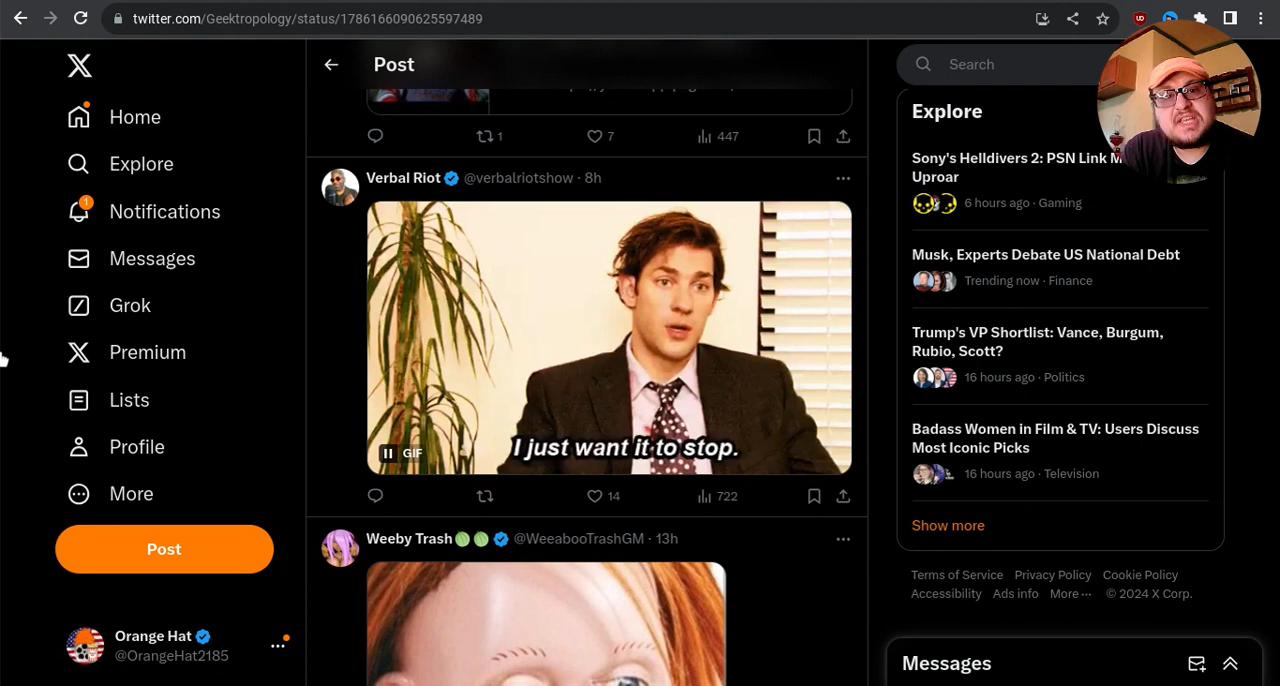 twitter.com/Geektropology/status/1786166090625597489
Home
Explore
Notifications
1
Messages
Grok
Premium
Lists
Profile
More
Post
Orange Hat
@OrangeHat2185
Post
1
7
447
Verbal Riot @verbalriotshow · 8h
I just want it to stop.
GIF
14
722
Weeby Trash @WeeabooTrashGM · 13h
Search
Explore
Sony's Helldivers 2: PSN Link
Uproar
6 hours ago · Gaming
Musk, Experts Debate US National Debt
Trending now · Finance
Trump's VP Shortlist: Vance, Burgum,
Rubio, Scott?
16 hours ago · Politics
Badass Women in Film & TV: Users Discuss
Most Iconic Picks
16 hours ago · Television
Show more
Terms of Service Privacy Policy Cookie Policy
Accessibility Ads info More ··· © 2024 X Corp.
Messages